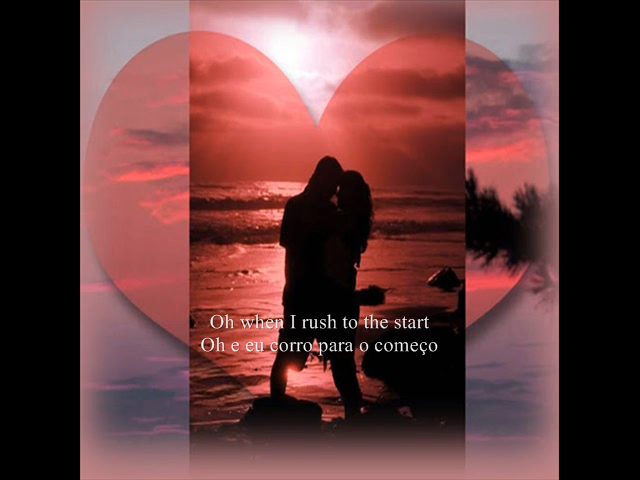 Oh when I rush to the start
Oh e eu corro para o começo